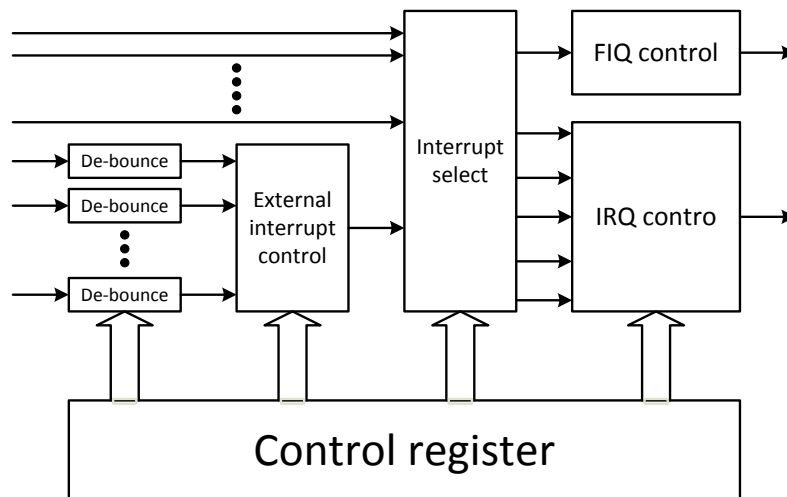 FIQ control
De-bounce
De-bounce
De-bounce
External
interrupt
control
Interrupt
select
IRQ contro
Control register